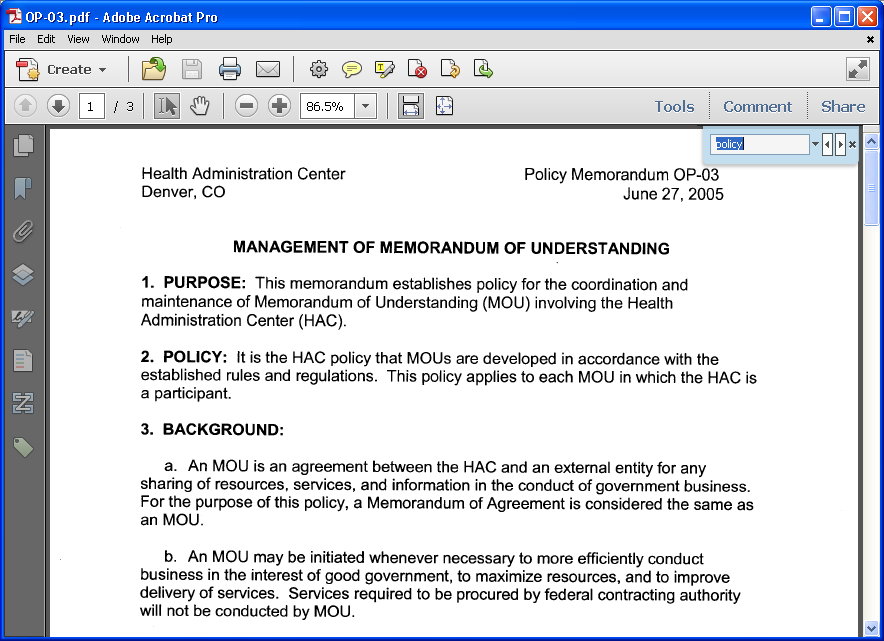 OP-03.pdf - Adobe Acrobat Pro
File Edit View Window Help
Create
1 / 3 86.5% Tools Comment Share
policy
Health Administration Center Policy Memorandum OP-03
Denver, CO June 27, 2005
MANAGEMENT OF MEMORANDUM OF UNDERSTANDING
1. PURPOSE: This memorandum establishes policy for the coordination and
maintenance of Memorandum of Understanding (MOU) involving the Health
Administration Center (HAC).
2. POLICY: It is the HAC policy that MOUs are developed in accordance with the
established rules and regulations. This policy applies to each MOU in which the HAC is
a participant.
3. BACKGROUND:
a. An MOU is an agreement between the HAC and an external entity for any
sharing of resources, services, and information in the conduct of government business.
For the purpose of this policy, a Memorandum of Agreement is considered the same as
an MOU.
b. An MOU may be initiated whenever necessary to more efficiently conduct
business in the interest of good government, to maximize resources, and to improve
delivery of services. Services required to be procured by federal contracting authority
will not be conducted by MOU.